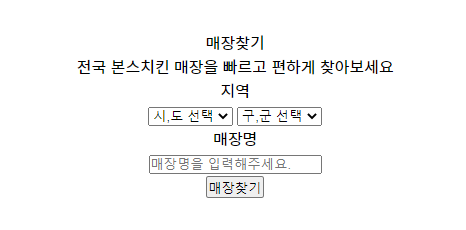 매장찾기
전국 본스치킨 매장을 빠르고 편하게 찾아보세요
지역
시,도 선택 구,군 선택
매장명
매장명을 입력해주세요.
매장찾기